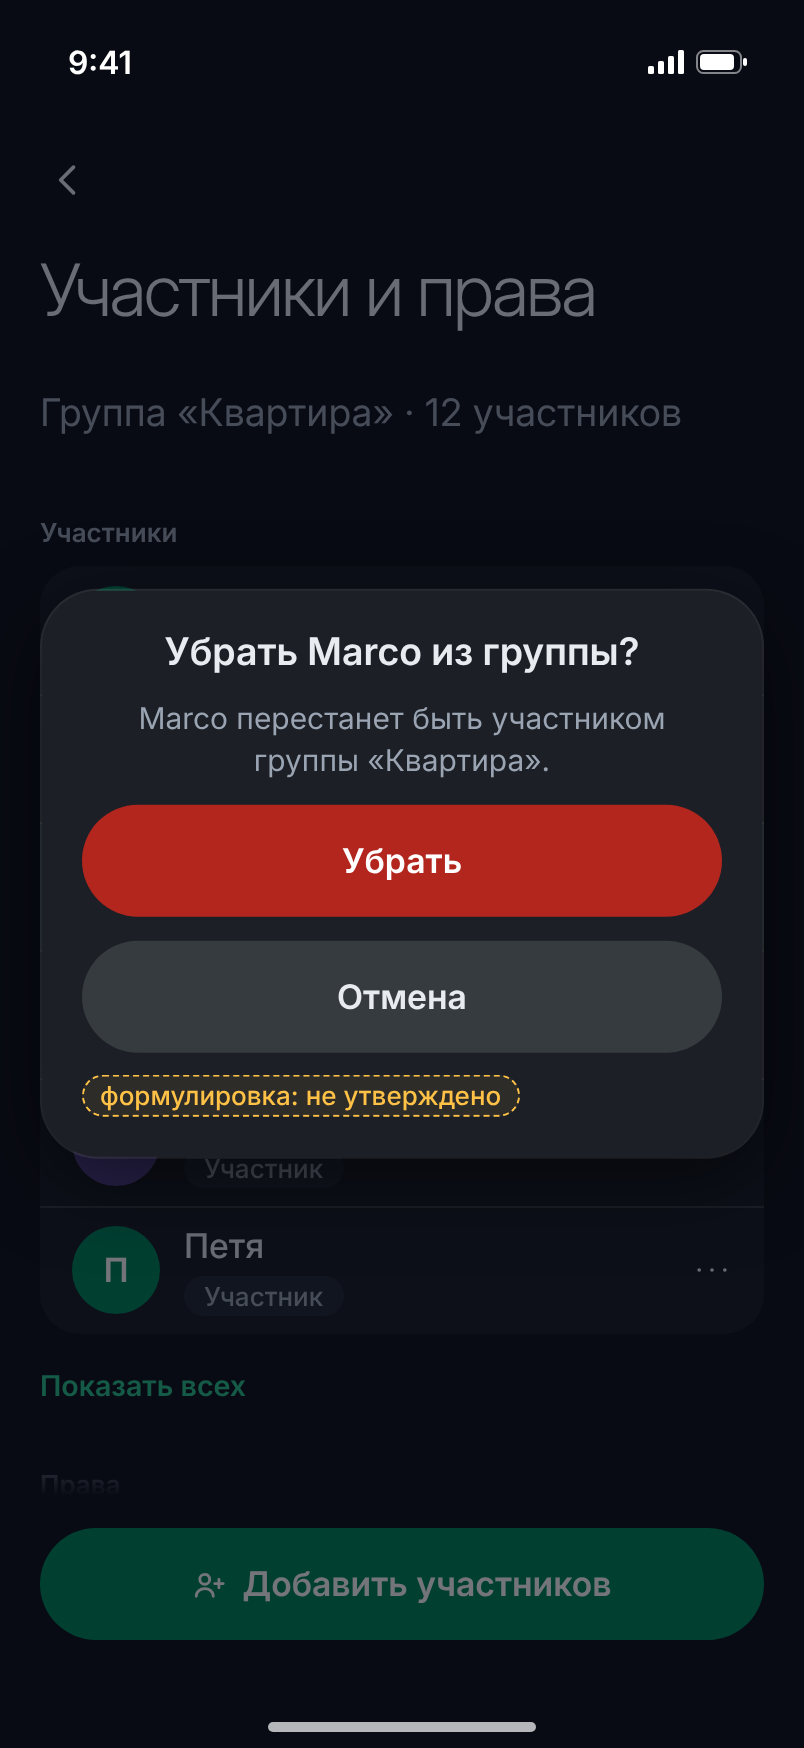 9:41
Участники и права
Группа «Квартира» · 12 участников
Участники
Убрать Marco из группы?
Marco перестанет быть участником
группы «Квартира».
Убрать
Отмена
формулировка: не утверждено
Участник
П
Петя
Участник
Показать всех
Права
Добавить участников